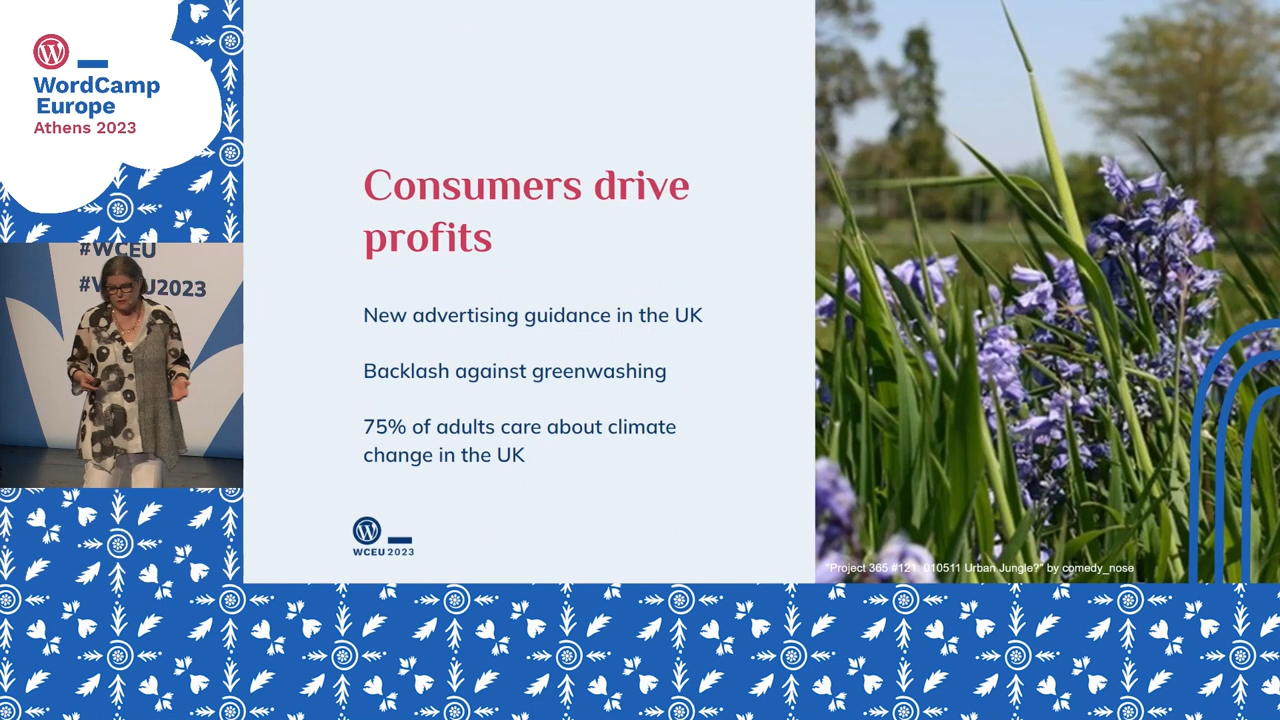 WordCamp
Europe
Athens 2023
#WCEU
2023
Consumers drive
profits
New advertising guidance in the UK
Backlash against greenwashing
75% of adults care about climate
change in the UK
WCEU 2023
"Project 365 #121: 010511 Urban Jungle?" by comedy_nose